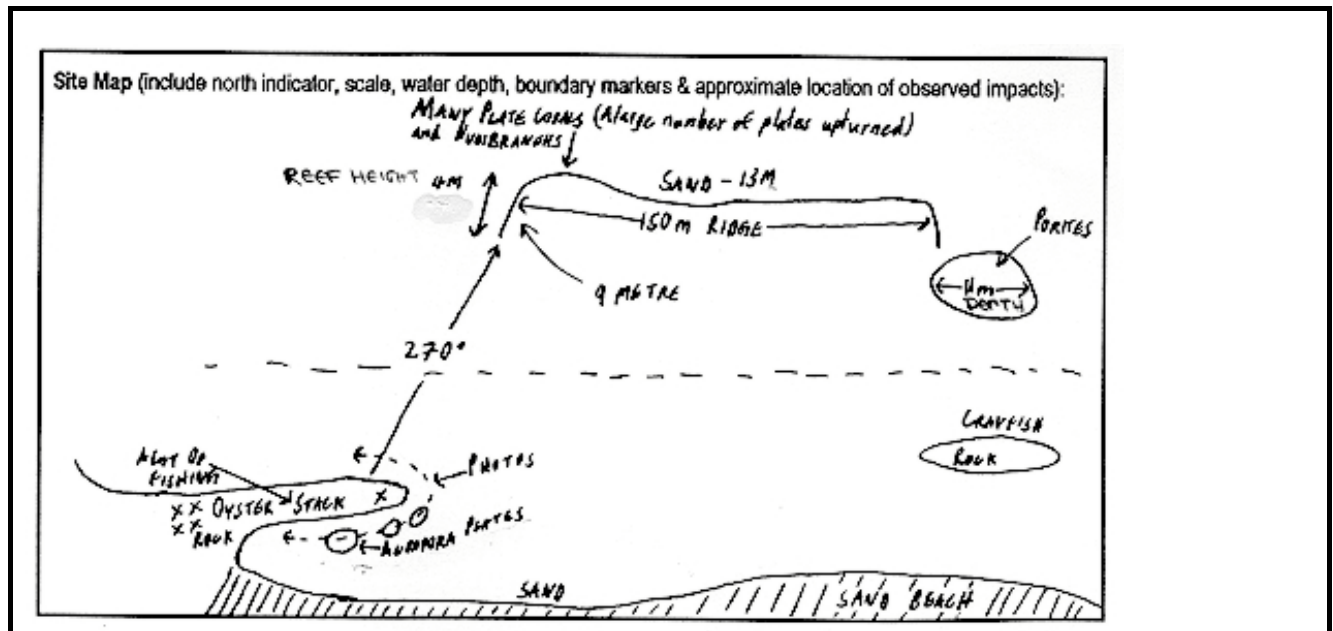 Site Map (include north indicator, scale, water depth, boundary markers & approximate location of observed impacts):
MANY PLATE CORALS (A large number of plates upturned)
and NUDIBRANCHS
REEF HEIGHT 4M
SAND - 13M
150m RIDGE
PORITES
9 METRE
4m
DEPTH
270°
CRAYFISH
ROCK
A LOT OF
FISHING
PHOTOS
x x OYSTER STACK x
x x
ROCK
ACROPORA PLATES
SAND
SAND BEACH